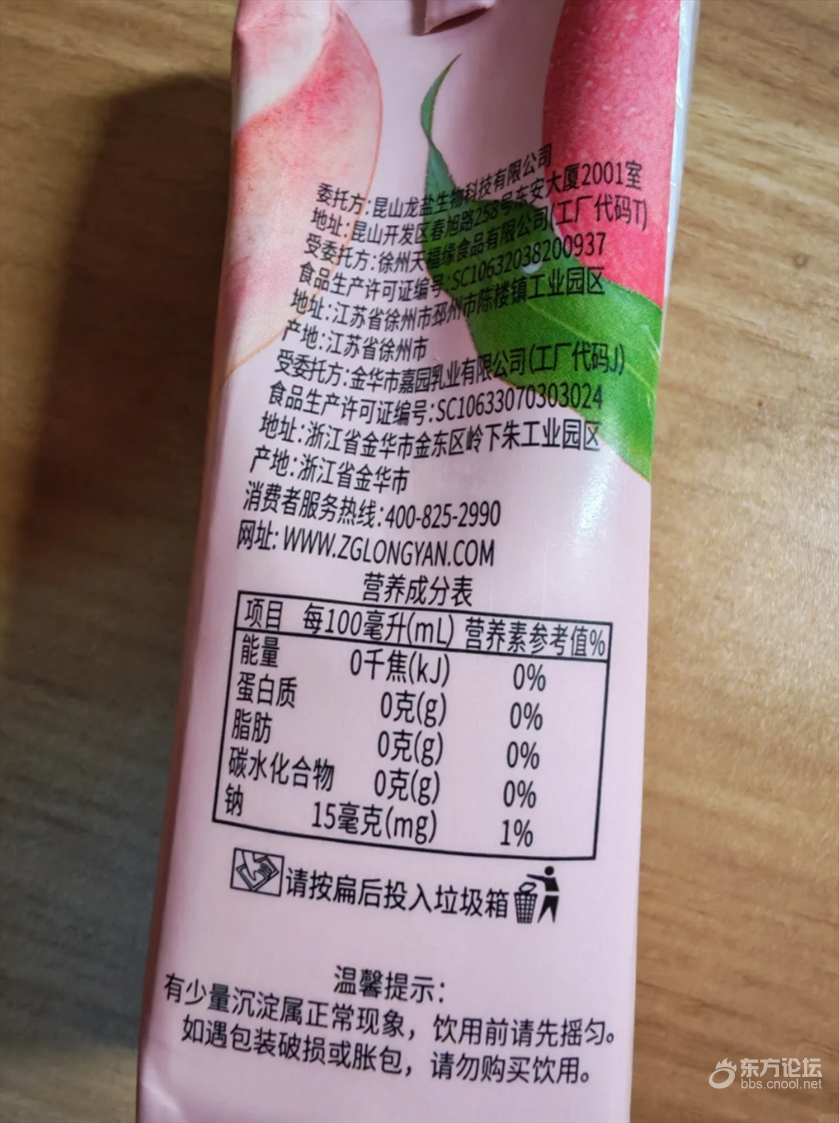 委托方:昆山龙盐生物科技有限公司
地址:昆山开发区春旭路258号东安大厦2001室
受委托方:徐州天福缘食品有限公司(工厂代码T)
食品生产许可证编号:SC10632038200937
地址:江苏省徐州市邳州市陈楼镇工业园区
产地:江苏省徐州市
受委托方:金华市嘉园乳业有限公司(工厂代码J)
食品生产许可证编号:SC10633070303024
地址:浙江省金华市金东区岭下朱工业园区
产地:浙江省金华市
消费者服务热线:400-825-2990
网址: WWW.ZGLONGYAN.COM
营养成分表
项目 每100毫升(mL) 营养素参考值%
能量 0千焦(kJ) 0%
蛋白质 0克(g) 0%
脂肪 0克(g) 0%
碳水化合物 0克(g) 0%
钠 15毫克(mg) 1%
请按扁后投入垃圾箱
温馨提示:
有少量沉淀属正常现象，饮用前请先摇匀。
如遇包装破损或胀包，请勿购买饮用。
东方论坛
bbs.cnool.net